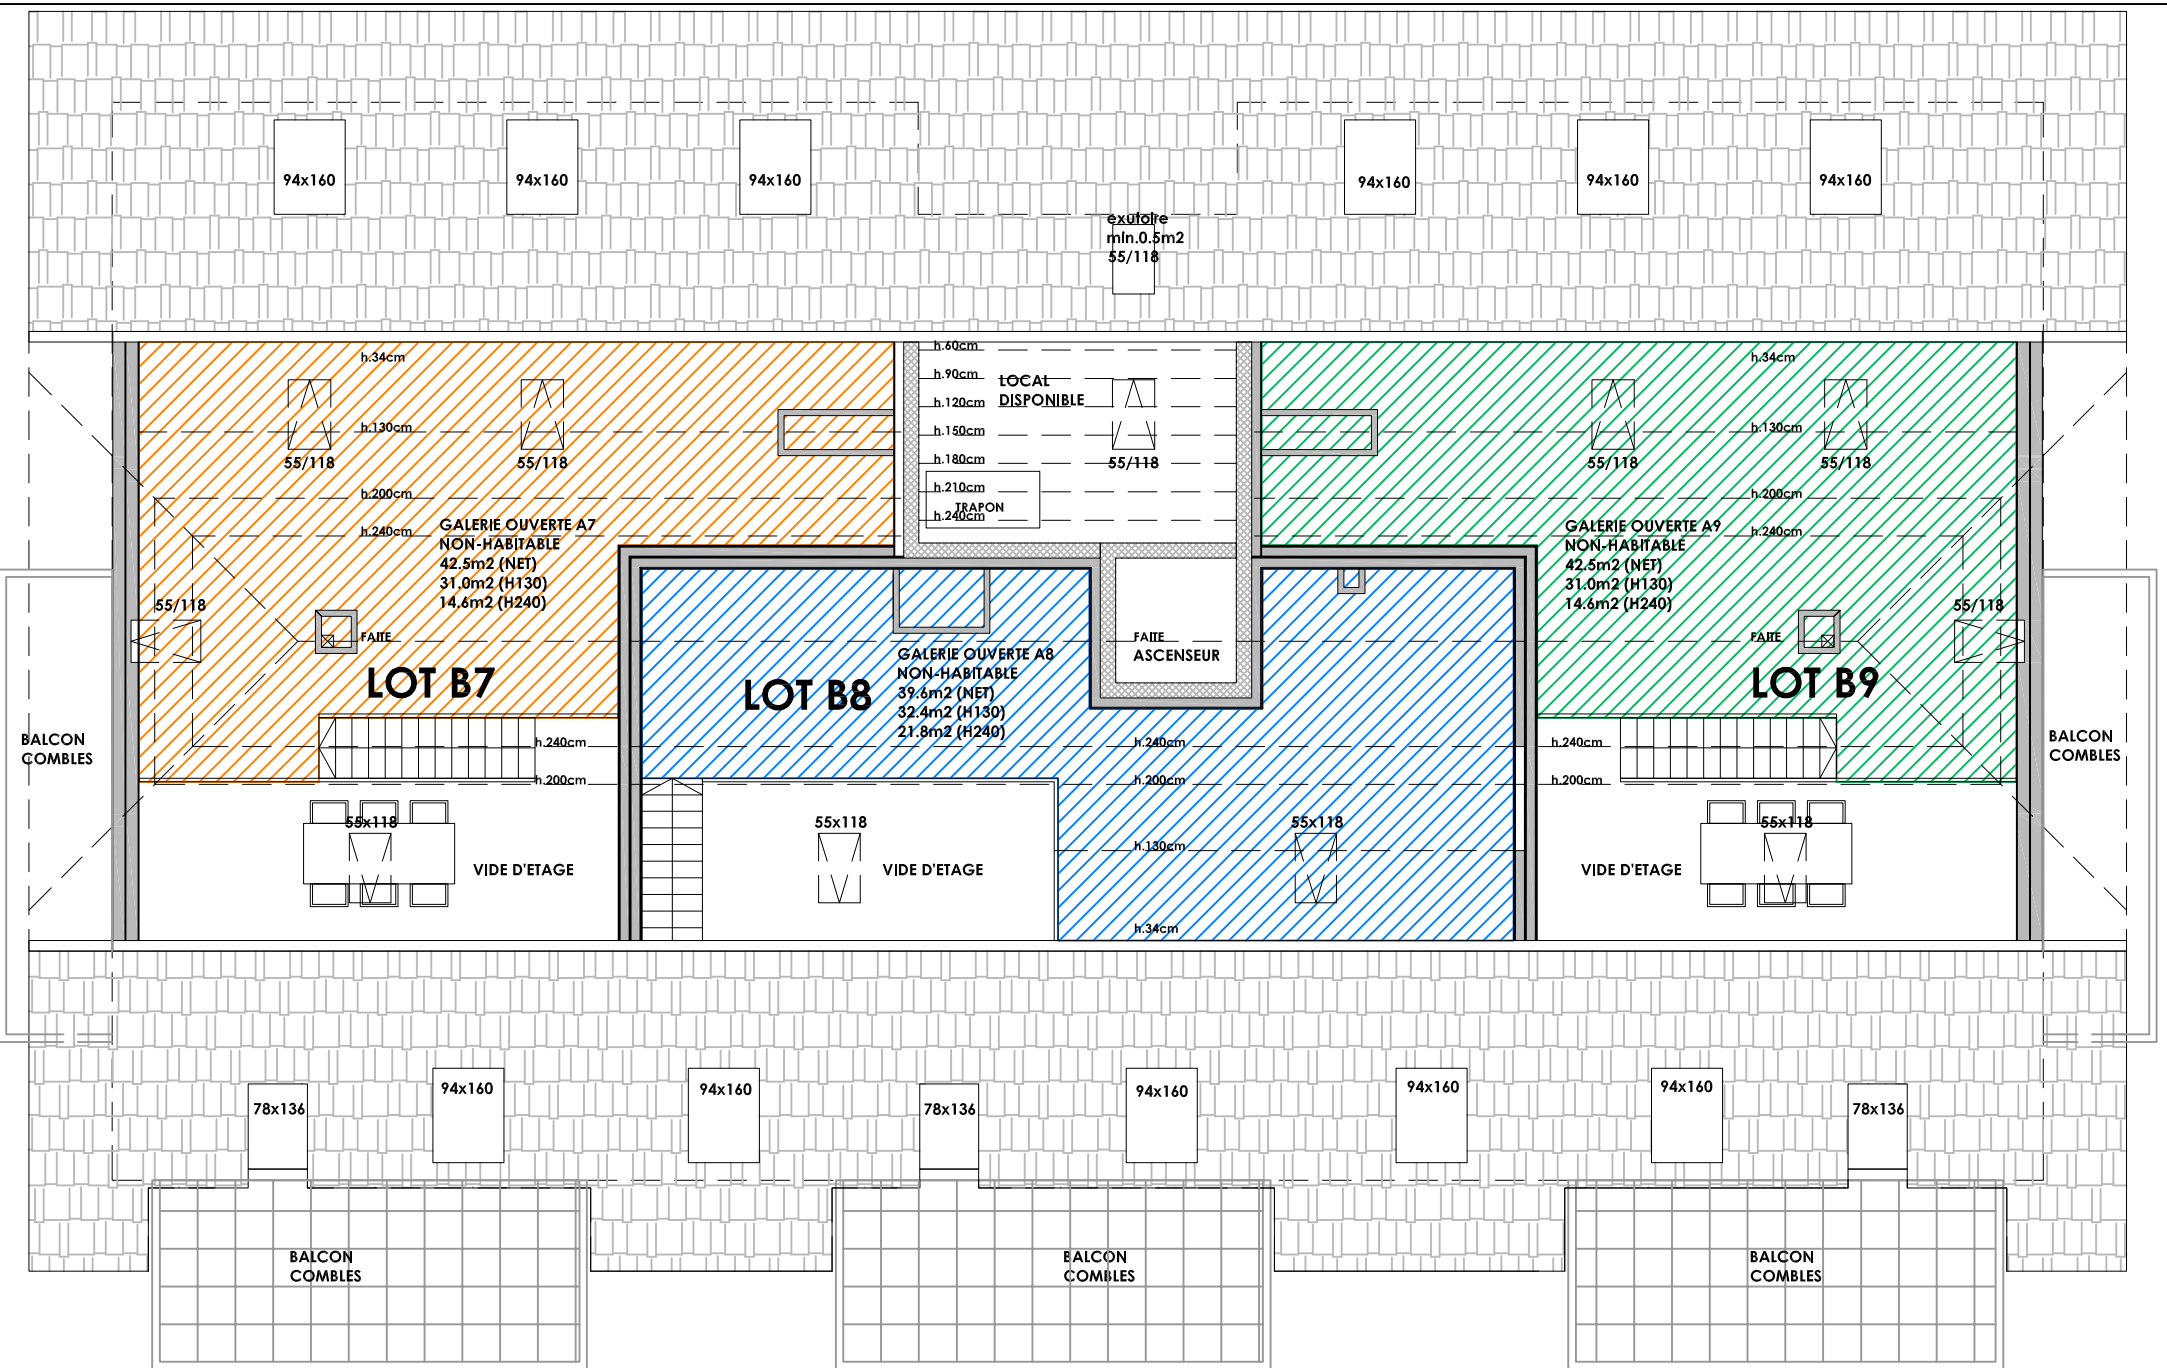 94x160
94x160
94x160
94x160
94x160
94x160
exutoire
min.0.5m2
55/118
h.34cm
h.130cm
55/118
55/118
h.200cm
h.240cm
GALERIE OUVERTE A7
NON-HABITABLE
42.5m2 (NET)
31.0m2 (H130)
14.6m2 (H240)
55/118
FAITE
LOT B7
h.240cm
h.200cm
BALCON
COMBLES
55x118
VIDE D'ETAGE
h.60cm
h.90cm
h.120cm
h.150cm
h.180cm
h.210cm
h.240cm
LOCAL
DISPONIBLE
55/118
TRAPON
FAITE
ASCENSEUR
GALERIE OUVERTE A8
NON-HABITABLE
39.6m2 (NET)
32.4m2 (H130)
21.8m2 (H240)
LOT B8
h.240cm
h.200cm
h.130cm
h.34cm
55x118
VIDE D'ETAGE
55x118
h.34cm
h.130cm
55/118
55/118
h.200cm
h.240cm
GALERIE OUVERTE A9
NON-HABITABLE
42.5m2 (NET)
31.0m2 (H130)
14.6m2 (H240)
55/118
FAITE
LOT B9
h.240cm
h.200cm
BALCON
COMBLES
55x118
VIDE D'ETAGE
78x136
94x160
94x160
78x136
94x160
94x160
94x160
78x136
BALCON
COMBLES
BALCON
COMBLES
BALCON
COMBLES